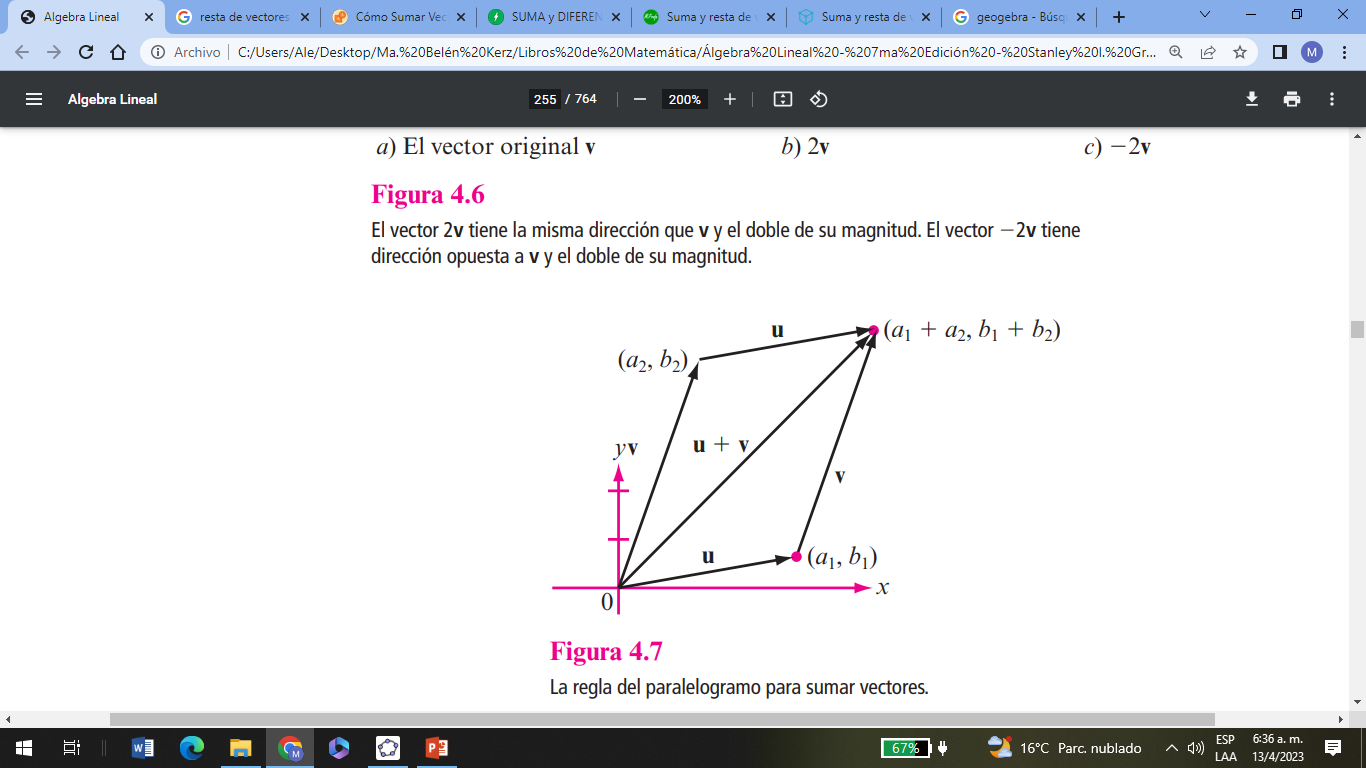 Algebra Lineal
resta de vectores
Cómo Sumar Vec
SUMA y DIFEREN
Suma y resta de v
Suma y resta de v
geogebra - Búsqu
Archivo
C:/Users/Ale/Desktop/Ma.%20Belén%20Kerz/Libros%20de%20Matemática/Álgebra%20Lineal%20-%207ma%20Edición%20-%20Stanley%20I.%20Gr...
M
Algebra Lineal
255 / 764
200%
a) El vector original v
b) 2v
c) −2v
Figura 4.6
El vector 2v tiene la misma dirección que v y el doble de su magnitud. El vector −2v tiene
dirección opuesta a v y el doble de su magnitud.
u
(a₁ + a₂, b₁ + b₂)
(a₂, b₂)
u + v
yv
v
u
(a₁, b₁)
x
0
Figura 4.7
La regla del paralelogramo para sumar vectores.
67%
16°C Parc. nublado
ESP
LAA
6:36 a. m.
13/4/2023